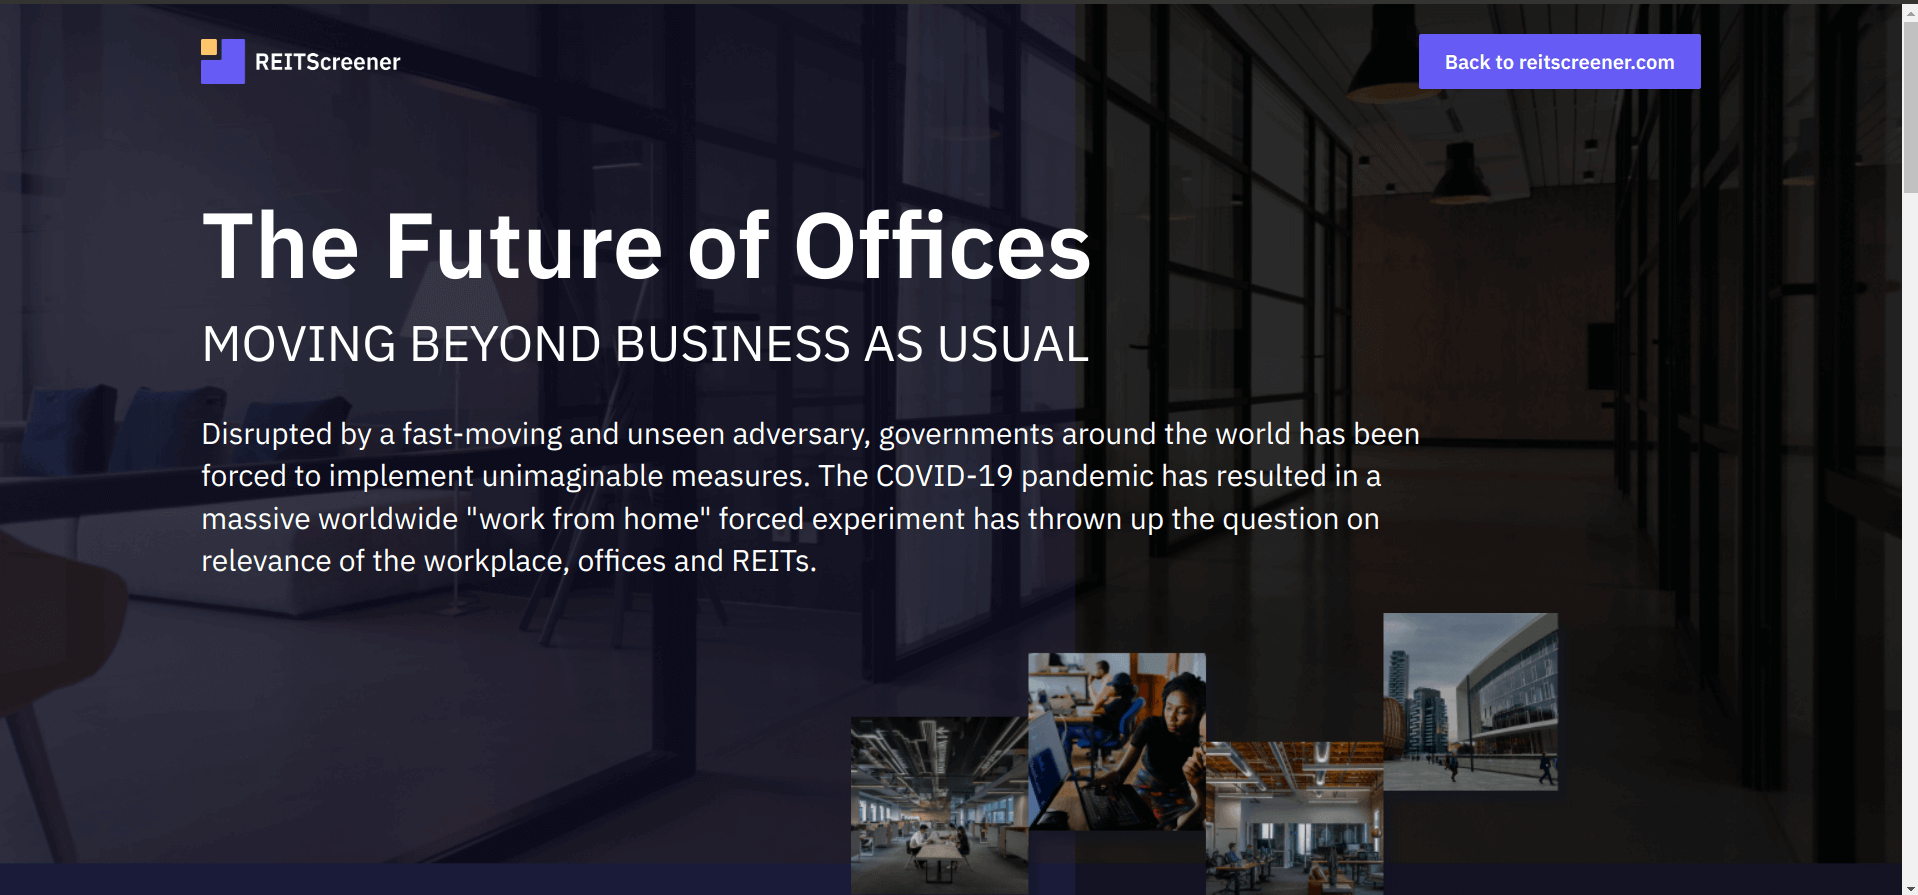 REITScreener
Back to reitscreener.com
The Future of Offices
MOVING BEYOND BUSINESS AS USUAL
Disrupted by a fast-moving and unseen adversary, governments around the world has been
forced to implement unimaginable measures. The COVID-19 pandemic has resulted in a
massive worldwide "work from home" forced experiment has thrown up the question on
relevance of the workplace, offices and REITs.